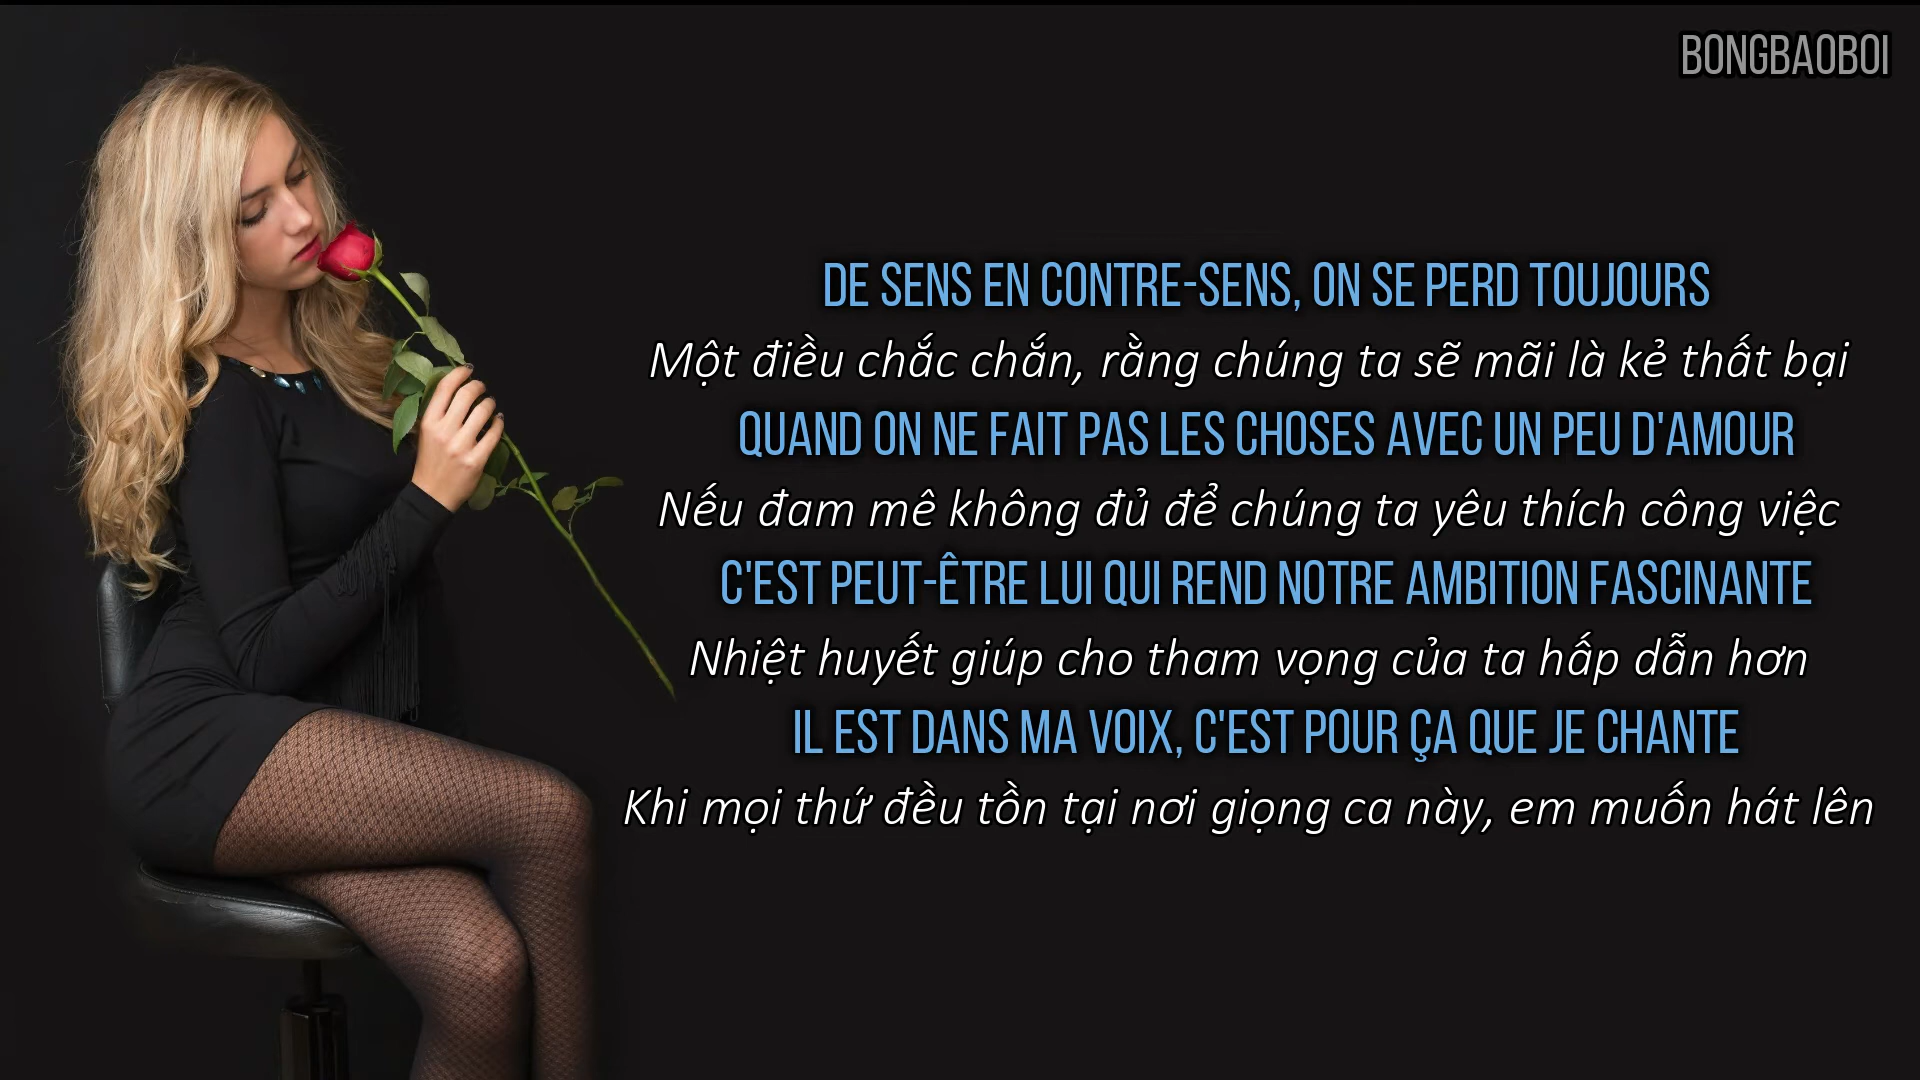 BONGBAOBOI
DE SENS EN CONTRE-SENS, ON SE PERD TOUJOURS
Một điều chắc chắn, rằng chúng ta sẽ mãi là kẻ thất bại
QUAND ON NE FAIT PAS LES CHOSES AVEC UN PEU D'AMOUR
Nếu đam mê không đủ để chúng ta yêu thích công việc
C'EST PEUT-ÊTRE LUI QUI REND NOTRE AMBITION FASCINANTE
Nhiệt huyết giúp cho tham vọng của ta hấp dẫn hơn
IL EST DANS MA VOIX, C'EST POUR ÇA QUE JE CHANTE
Khi mọi thứ đều tồn tại nơi giọng ca này, em muốn hát lên